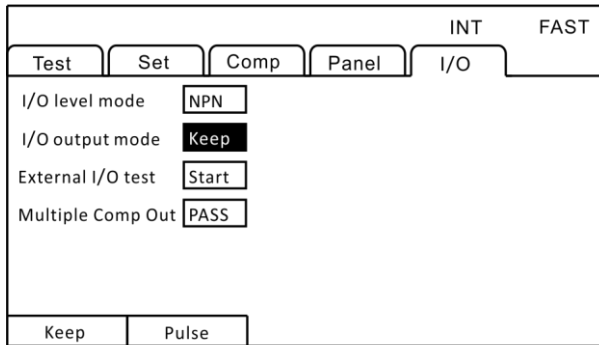 INT FAST
Test Set Comp Panel I/O
I/O level mode NPN
I/O output mode Keep
External I/O test Start
Multiple Comp Out PASS
Keep Pulse